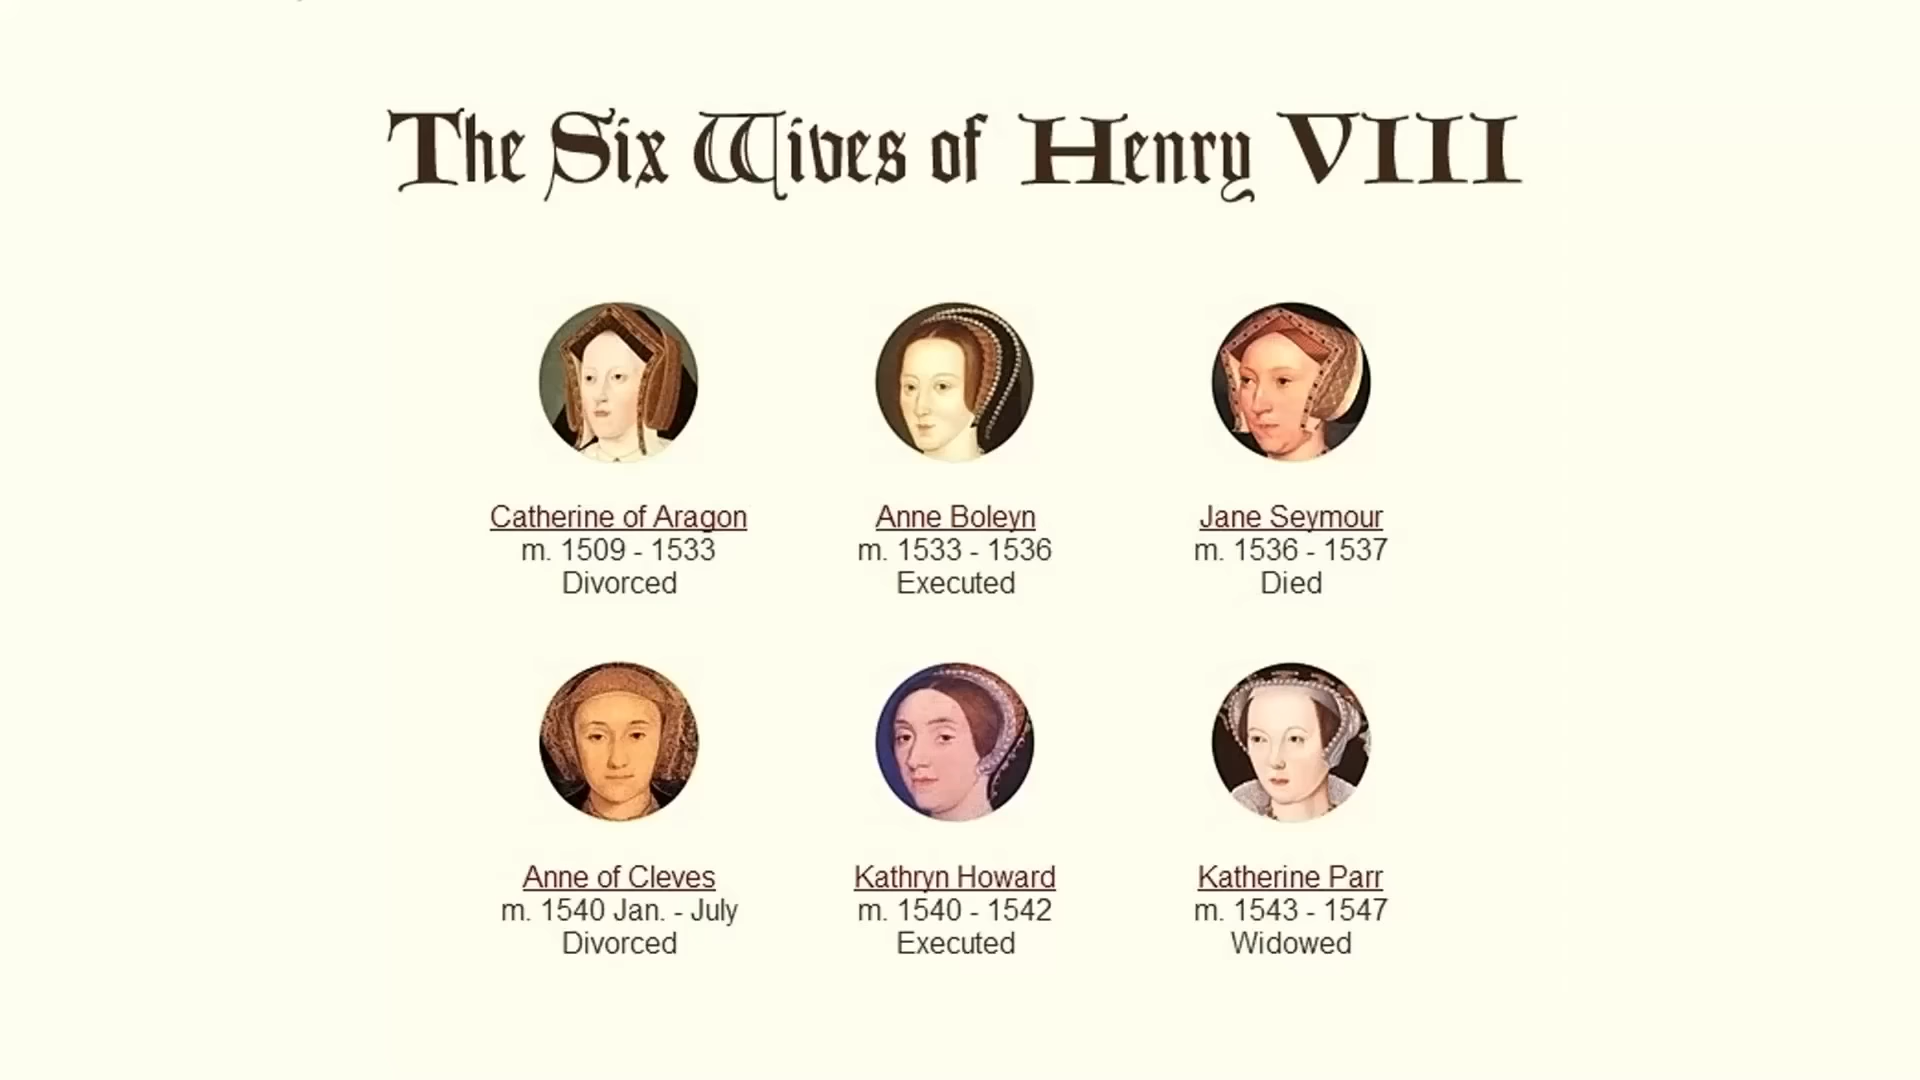 The Six Wives of Henry VIII
Catherine of Aragon
m. 1509 - 1533
Divorced
Anne Boleyn
m. 1533 - 1536
Executed
Jane Seymour
m. 1536 - 1537
Died
Anne of Cleves
m. 1540 Jan. - July
Divorced
Kathryn Howard
m. 1540 - 1542
Executed
Katherine Parr
m. 1543 - 1547
Widowed